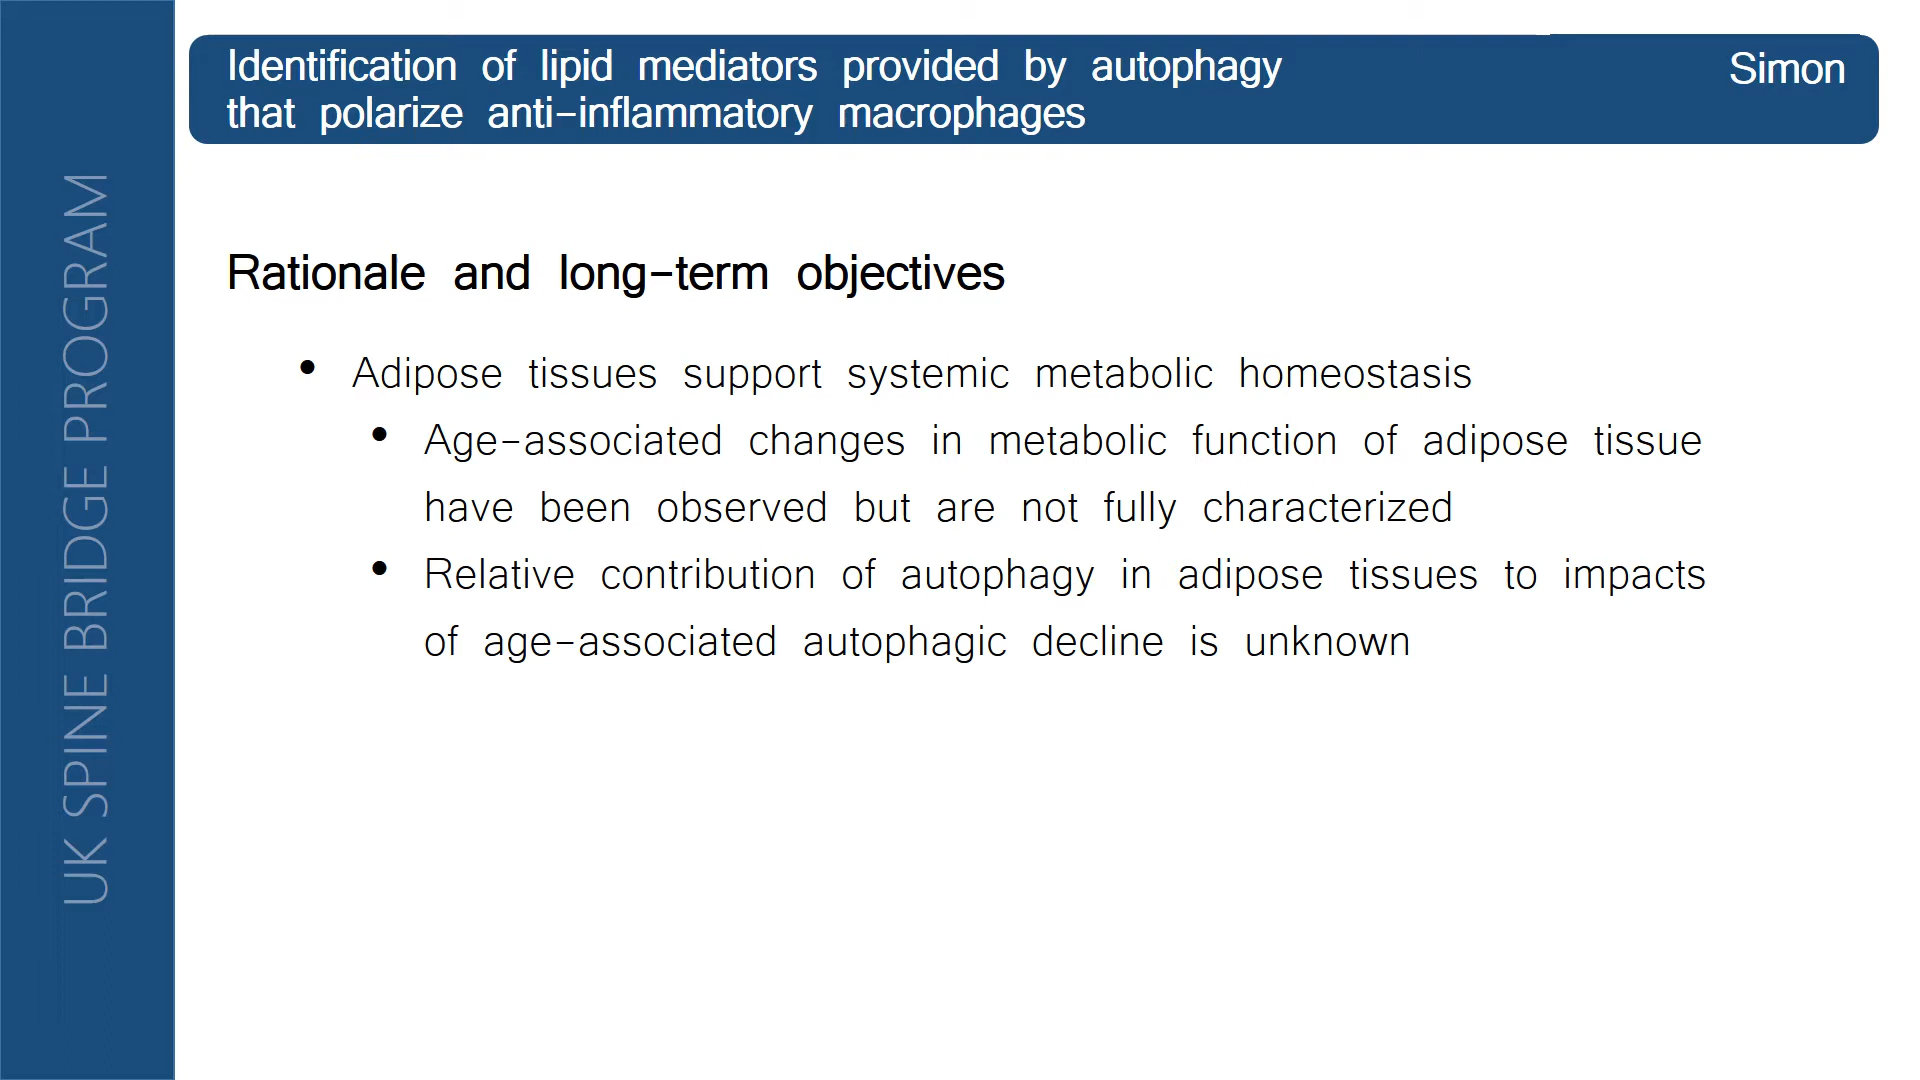 UK SPINE BRIDGE PROGRAM
Identification of lipid mediators provided by autophagy
that polarize anti-inflammatory macrophages
Simon
Rationale and long-term objectives
• Adipose tissues support systemic metabolic homeostasis
• Age-associated changes in metabolic function of adipose tissue
have been observed but are not fully characterized
• Relative contribution of autophagy in adipose tissues to impacts
of age-associated autophagic decline is unknown